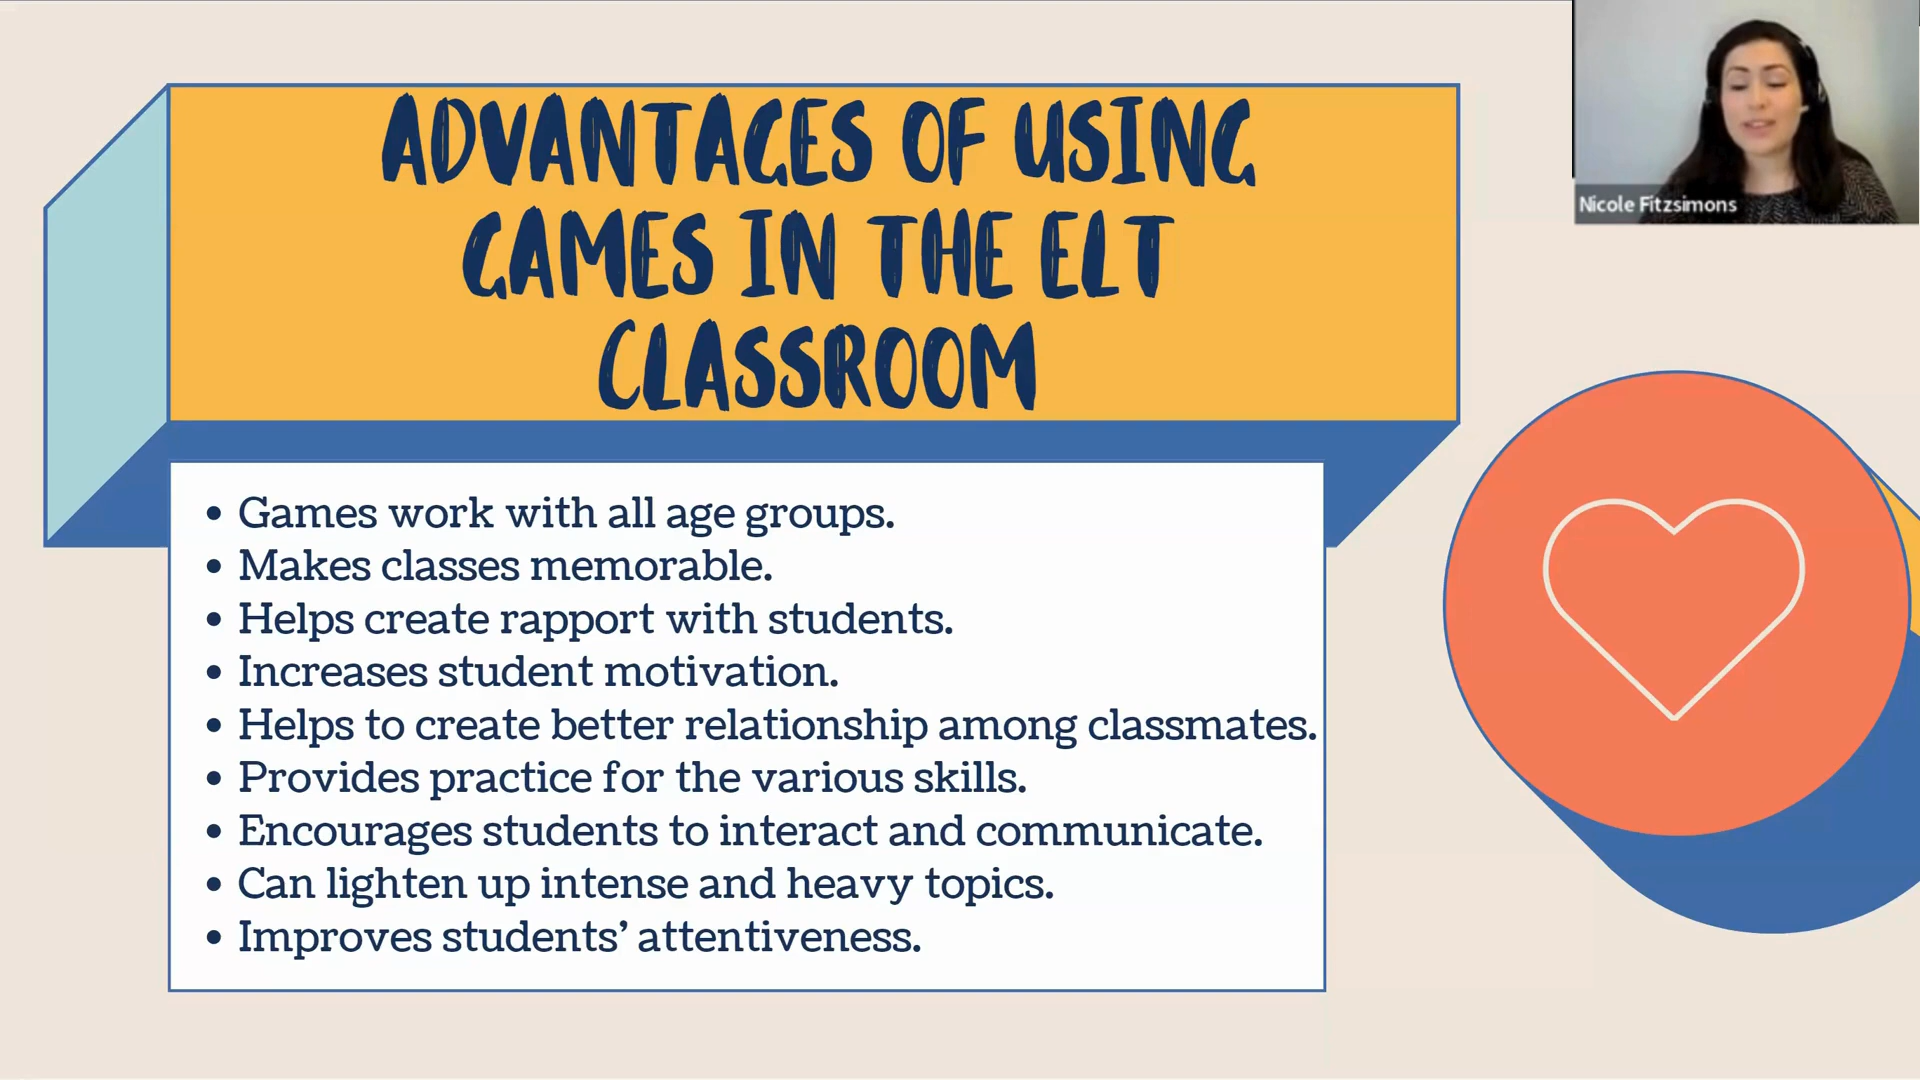 ADVANTAGES OF USING
GAMES IN THE ELT
CLASSROOM
Nicole Fitzsimons
• Games work with all age groups.
• Makes classes memorable.
• Helps create rapport with students.
• Increases student motivation.
• Helps to create better relationship among classmates.
• Provides practice for the various skills.
• Encourages students to interact and communicate.
• Can lighten up intense and heavy topics.
• Improves students’ attentiveness.